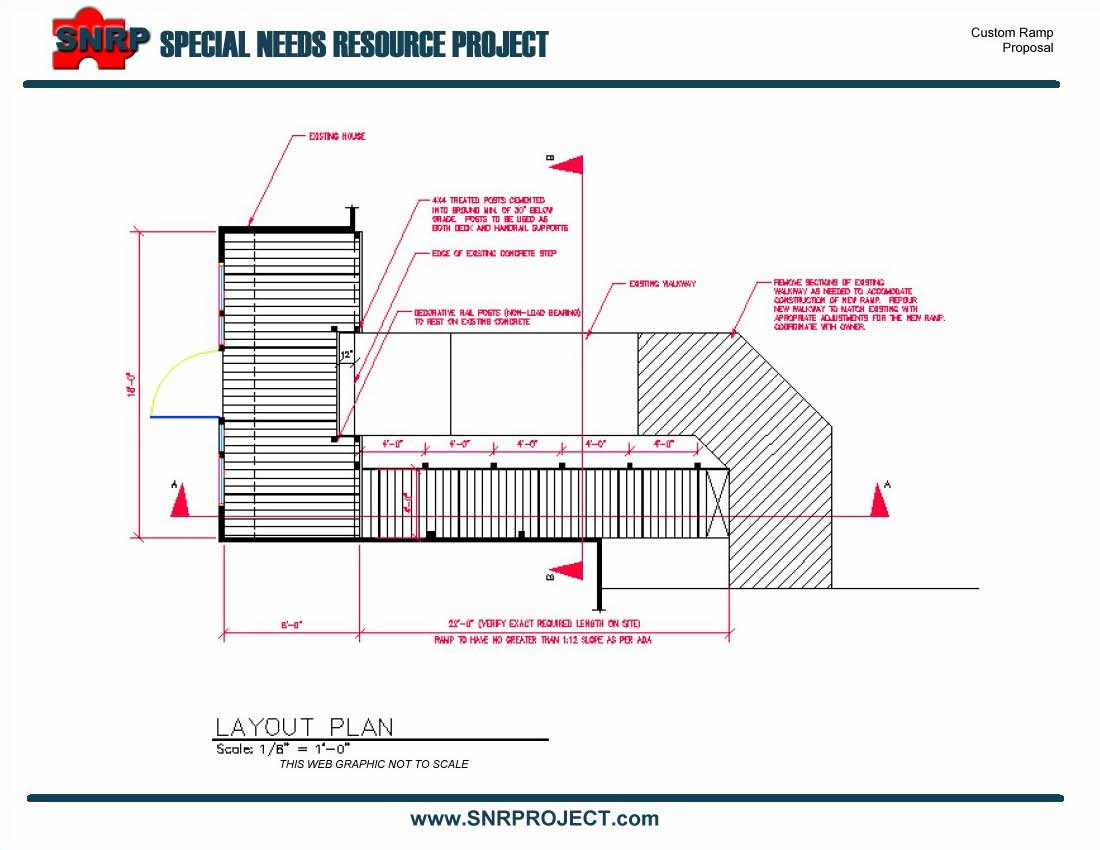 SNRP SPECIAL NEEDS RESOURCE PROJECT
Custom Ramp
Proposal
EXISTING HOUSE
B
4X4 TREATED POSTS CEMENTED
INTO GROUND MIN. OF 30" BELOW
GRADE. POSTS TO BE USED AS
BOTH DECK AND HANDRAIL SUPPORTS
EDGE OF EXISTING CONCRETE STEP
EXISTING WALKWAY
REMOVE SECTIONS OF EXISTING
WALKWAY AS NEEDED TO ACCOMODATE
CONSTRUCTION OF NEW RAMP. REPOUR
NEW WALKWAY TO MATCH EXISTING WITH
APROPRIATE ADJUSTMENTS FOR THE NEW RAMP.
COORDINATE WITH OWNER.
DECORATIVE RAIL POSTS (NON-LOAD BEARING)
TO REST ON EXISTING CONCRETE
12"
18'-0"
4'-0" 4'-0" 4'-0" 4'-0" 4'-0"
A
4'-0"
A
B
8'-0"
22'-0" (VERIFY EXACT REQUIRED LENGTH ON SITE)
RAMP TO HAVE NO GREATER THAN 1:12 SLOPE AS PER ADA
LAYOUT PLAN
Scale: 1/8" = 1'-0"
THIS WEB GRAPHIC NOT TO SCALE
www.SNRPROJECT.com